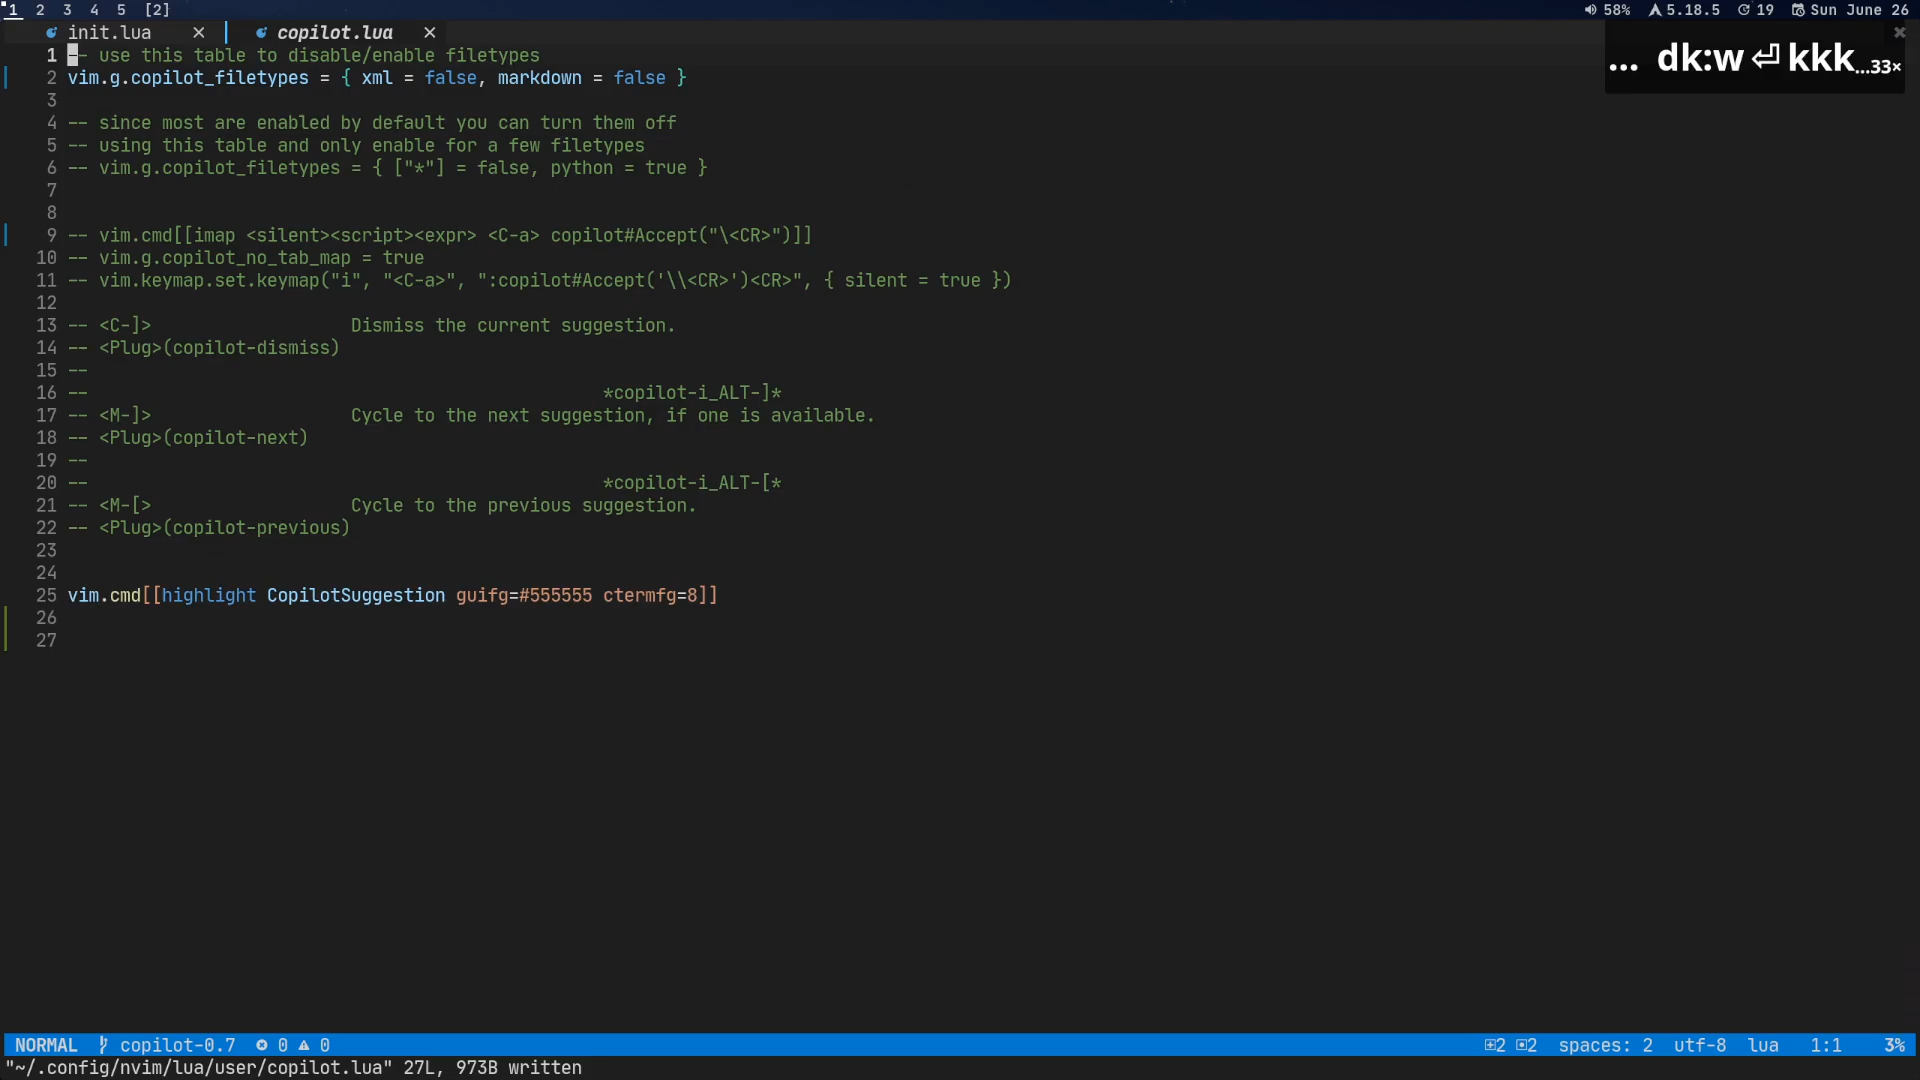 1 2 3 4 5 [2] 58% 5.18.5 19 Sun June 26
init.lua copilot.lua
... dk:w ⏎ kkk...33×
1 -- use this table to disable/enable filetypes
2 vim.g.copilot_filetypes = { xml = false, markdown = false }
3
4 -- since most are enabled by default you can turn them off
5 -- using this table and only enable for a few filetypes
6 -- vim.g.copilot_filetypes = { ["*"] = false, python = true }
7
8
9 -- vim.cmd[[imap <silent><script><expr> <C-a> copilot#Accept("\<CR>")]]
10 -- vim.g.copilot_no_tab_map = true
11 -- vim.keymap.set.keymap("i", "<C-a>", ":copilot#Accept('\\<CR>')<CR>", { silent = true })
12
13 -- <C-]>                   Dismiss the current suggestion.
14 -- <Plug>(copilot-dismiss)
15 --
16 --                                                 *copilot-i_ALT-]*
17 -- <M-]>                   Cycle to the next suggestion, if one is available.
18 -- <Plug>(copilot-next)
19 --
20 --                                                 *copilot-i_ALT-[*
21 -- <M-[>                   Cycle to the previous suggestion.
22 -- <Plug>(copilot-previous)
23
24
25 vim.cmd[[highlight CopilotSuggestion guifg=#555555 ctermfg=8]]
26
27
NORMAL copilot-0.7 0 0 2 2 spaces: 2 utf-8 lua 1:1 3%
"~/.config/nvim/lua/user/copilot.lua" 27L, 973B written